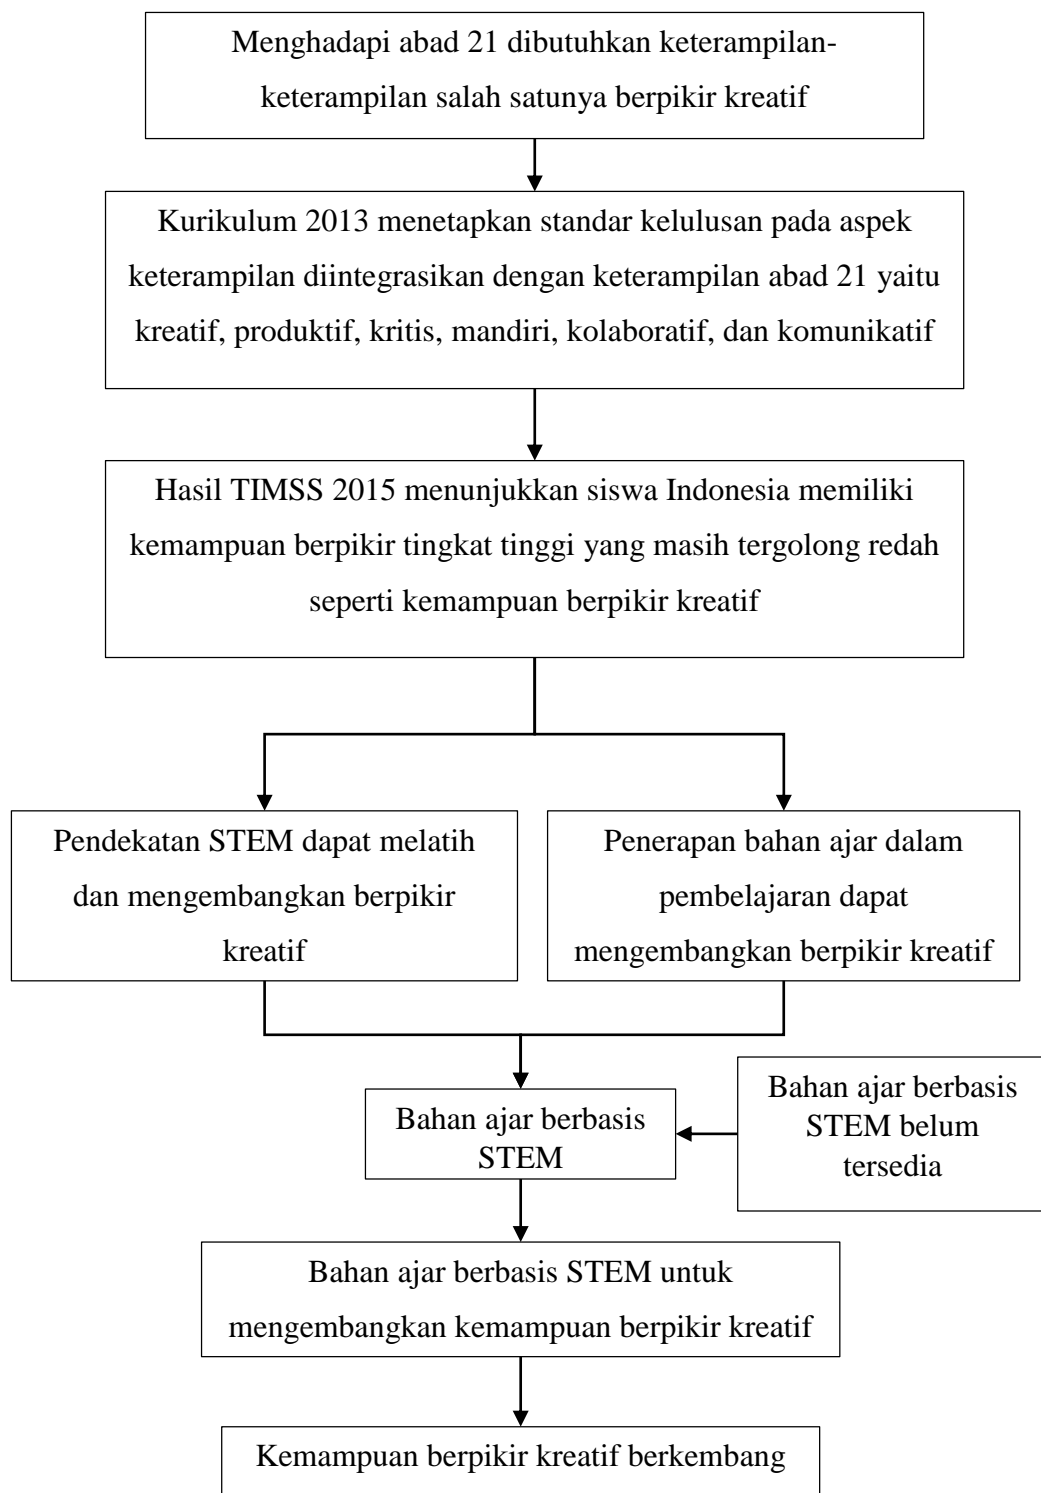 Menghadapi abad 21 dibutuhkan keterampilan-
keterampilan salah satunya berpikir kreatif
Kurikulum 2013 menetapkan standar kelulusan pada aspek
keterampilan diintegrasikan dengan keterampilan abad 21 yaitu
kreatif, produktif, kritis, mandiri, kolaboratif, dan komunikatif
Hasil TIMSS 2015 menunjukkan siswa Indonesia memiliki
kemampuan berpikir tingkat tinggi yang masih tergolong redah
seperti kemampuan berpikir kreatif
Pendekatan STEM dapat melatih
dan mengembangkan berpikir
kreatif
Penerapan bahan ajar dalam
pembelajaran dapat
mengembangkan berpikir kreatif
Bahan ajar berbasis
STEM
Bahan ajar berbasis
STEM belum
tersedia
Bahan ajar berbasis STEM untuk
mengembangkan kemampuan berpikir kreatif
Kemampuan berpikir kreatif berkembang